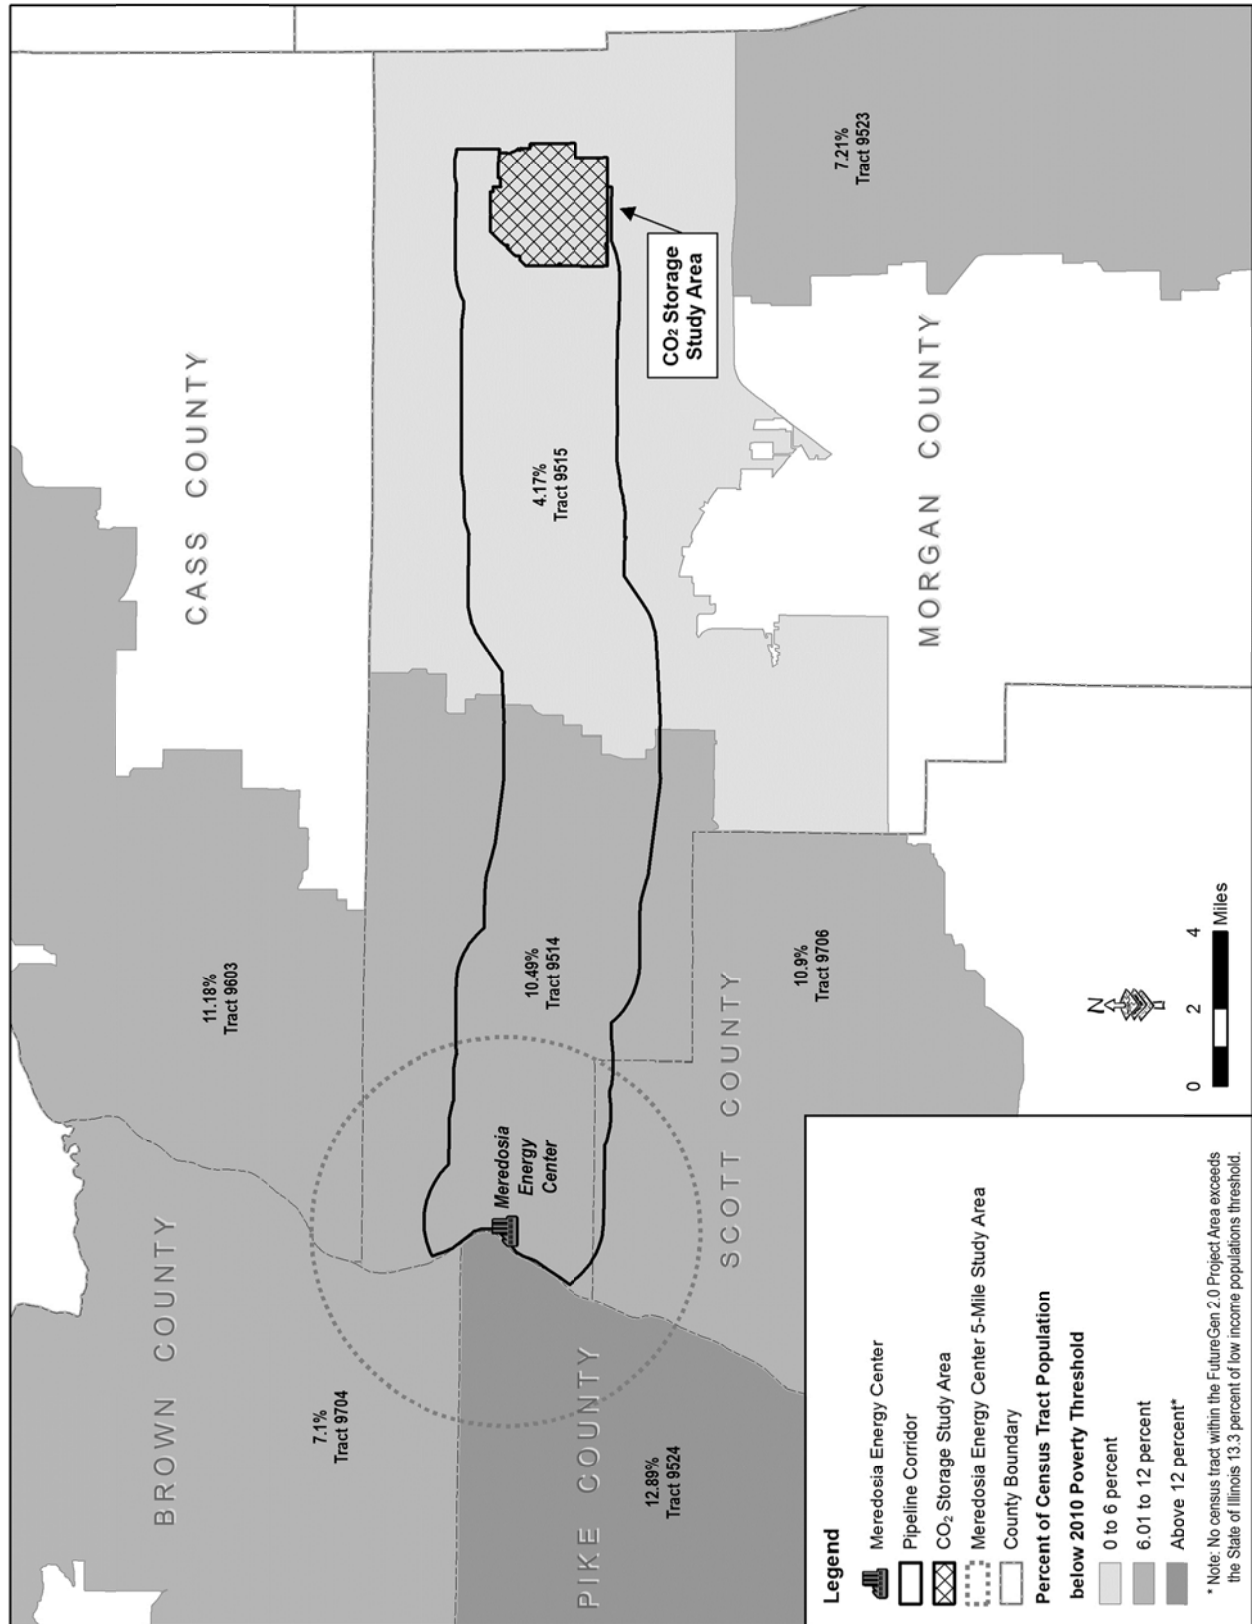 BROWN COUNTY
CASS COUNTY
11.18%
Tract 9603
7.1%
Tract 9704
7.21%
Tract 9523
4.17%
Tract 9515
10.49%
Tract 9514
Meredosia
Energy
Center
CO2 Storage
Study Area
PIKE COUNTY
12.89%
Tract 9524
SCOTT COUNTY
10.9%
Tract 9706
MORGAN COUNTY
N
0 2 4
Miles
Legend
Meredosia Energy Center
Pipeline Corridor
CO2 Storage Study Area
Meredosia Energy Center 5-Mile Study Area
County Boundary
Percent of Census Tract Population
below 2010 Poverty Threshold
0 to 6 percent
6.01 to 12 percent
Above 12 percent*
* Note: No census tract within the FutureGen 2.0 Project Area exceeds
the State of Illinois 13.3 percent of low income populations threshold.